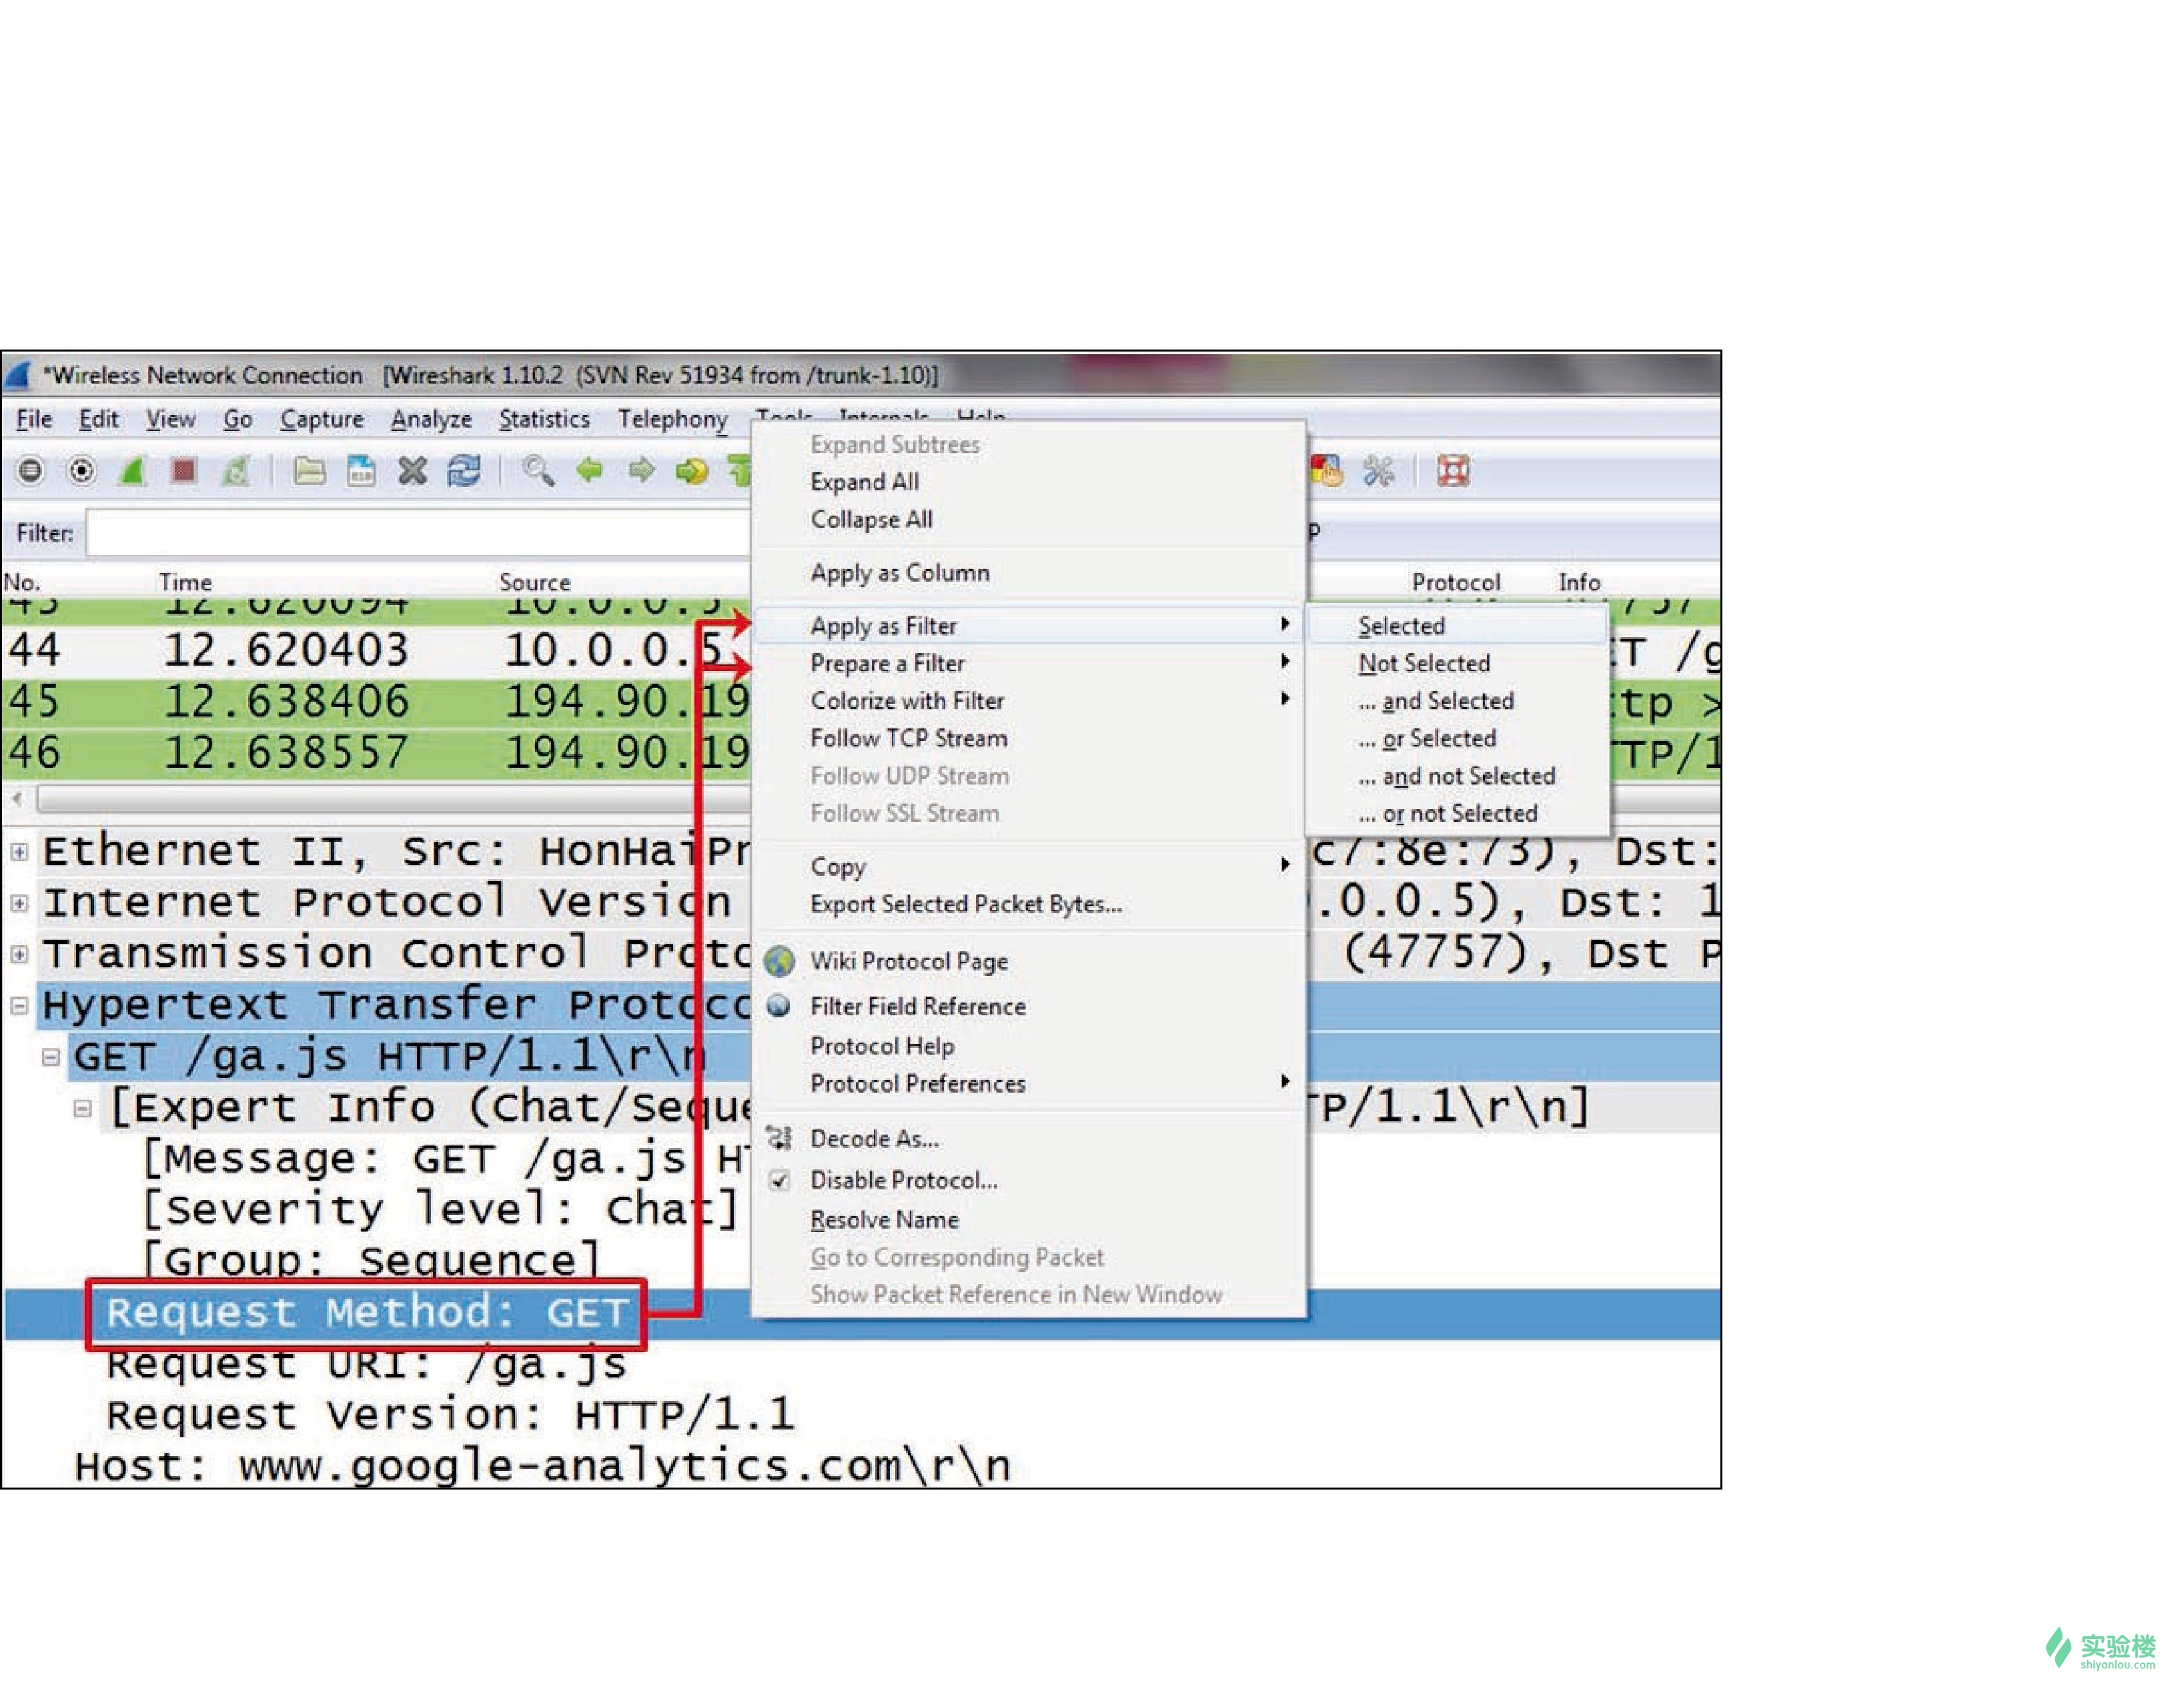 *Wireless Network Connection [Wireshark 1.10.2 (SVN Rev 51934 from /trunk-1.10)]
File Edit View Go Capture Analyze Statistics Telephony Tools Internals Help
Filter:
No. Time Source Protocol Info
43 12.620094 10.0.0.5
44 12.620403 10.0.0.5 T /g
45 12.638406 194.90.19 tp >
46 12.638557 194.90.19 TP/1
Expand Subtrees
Expand All
Collapse All
Apply as Column
Apply as Filter
Prepare a Filter
Colorize with Filter
Follow TCP Stream
Follow UDP Stream
Follow SSL Stream
Copy
Export Selected Packet Bytes...
Wiki Protocol Page
Filter Field Reference
Protocol Help
Protocol Preferences
Decode As...
Disable Protocol...
Resolve Name
Go to Corresponding Packet
Show Packet Reference in New Window
Selected
Not Selected
... and Selected
... or Selected
... and not Selected
... or not Selected
Ethernet II, Src: HonHaiPr c7:8e:73), Dst:
Internet Protocol Version .0.0.5), Dst: 1
Transmission Control Proto (47757), Dst P
Hypertext Transfer Protoco
GET /ga.js HTTP/1.1\r\n
[Expert Info (Chat/Seque TP/1.1\r\n]
[Message: GET /ga.js HT
[Severity level: Chat]
[Group: Sequence]
Request Method: GET
Request URI: /ga.js
Request Version: HTTP/1.1
Host: www.google-analytics.com\r\n
实验楼
shiyanlou.com